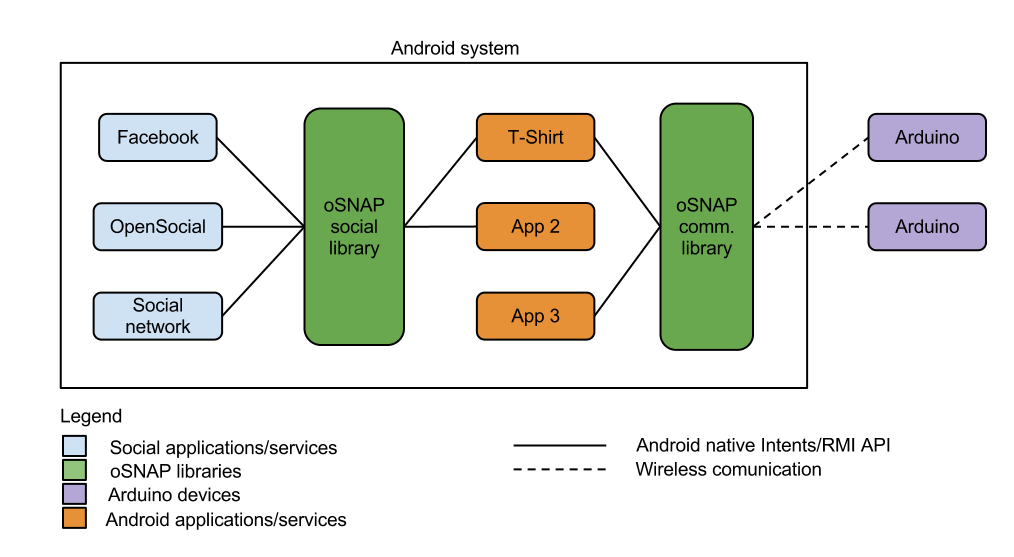 Android system
Facebook
OpenSocial
Social
network
oSNAP
social
library
T-Shirt
App 2
App 3
oSNAP
comm.
library
Arduino
Arduino
Legend
Social applications/services
oSNAP libraries
Arduino devices
Android applications/services
Android native Intents/RMI API
Wireless comunication